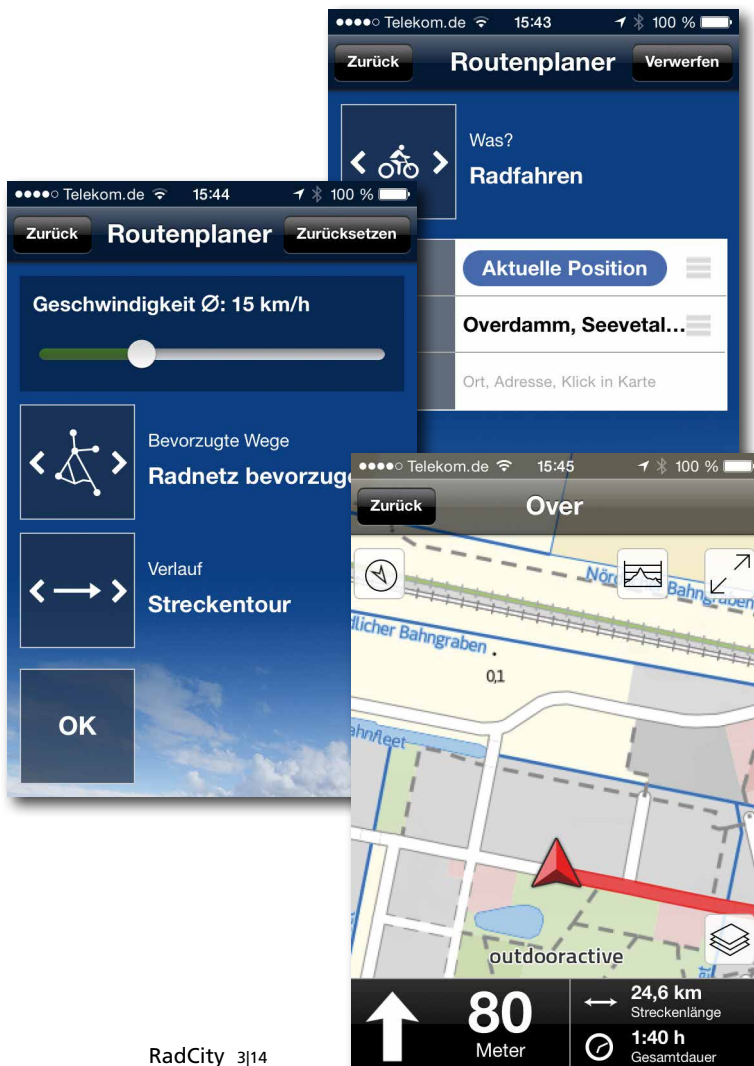 ●●●●○ Telekom.de 15:43 100 %
Zurück Routenplaner Verwerfen
Was?
Radfahren
Aktuelle Position
Overdamm, Seevetal...
Ort, Adresse, Klick in Karte
●●●●○ Telekom.de 15:44 100 %
Zurück Routenplaner Zurücksetzen
Geschwindigkeit Ø: 15 km/h
Bevorzugte Wege
Radnetz bevorzuge
Verlauf
Streckentour
OK
●●●●○ Telekom.de 15:45 100 %
Zurück Over
dlicher Bahngraben
0,1
ahnfleet
outdooractive
80
Meter
24,6 km
Streckenlänge
1:40 h
Gesamtdauer
RadCity 3|14